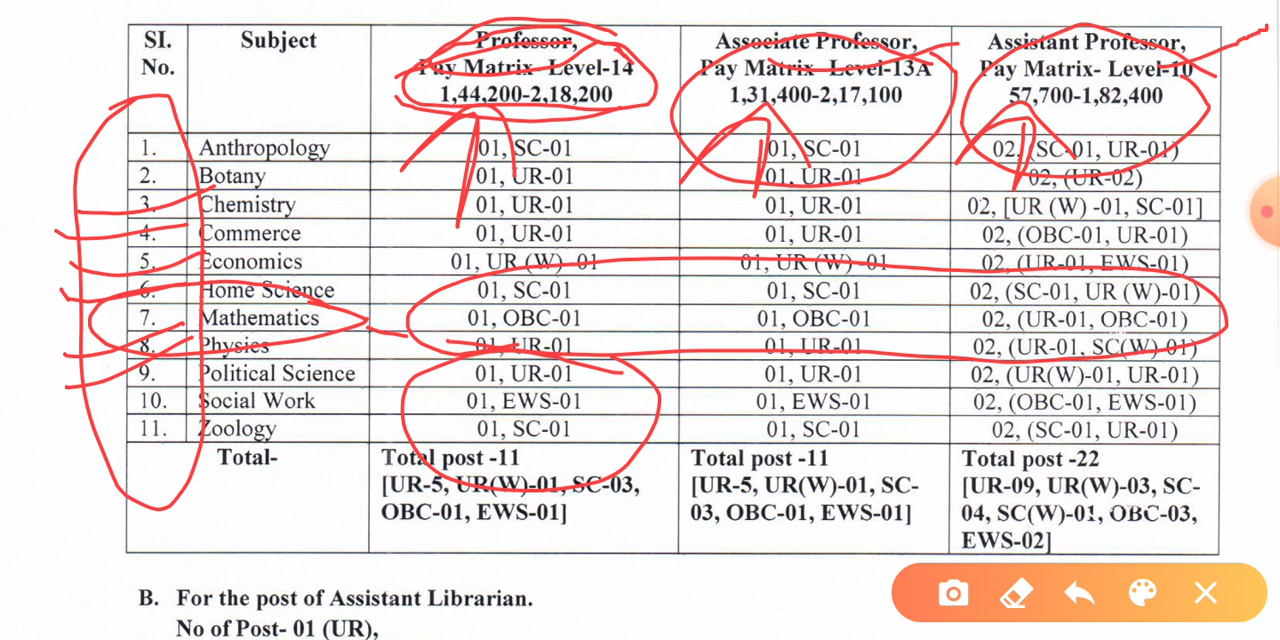 SI. No. | Subject | Professor, Pay Matrix- Level-14 1,44,200-2,18,200 | Associate Professor, Pay Matrix- Level-13A 1,31,400-2,17,100 | Assistant Professor, Pay Matrix- Level-10 57,700-1,82,400
1. | Anthropology | 01, SC-01 | 01, SC-01 | 02, (SC-01, UR-01)
2. | Botany | 01, UR-01 | 01, UR-01 | 02, (UR-02)
3. | Chemistry | 01, UR-01 | 01, UR-01 | 02, [UR (W) -01, SC-01]
4. | Commerce | 01, UR-01 | 01, UR-01 | 02, (OBC-01, UR-01)
5. | Economics | 01, UR (W) -01 | 01, UR (W) -01 | 02, (UR-01, EWS-01)
6. | Home Science | 01, SC-01 | 01, SC-01 | 02, (SC-01, UR (W)-01)
7. | Mathematics | 01, OBC-01 | 01, OBC-01 | 02, (UR-01, OBC-01)
8. | Physics | 01, UR-01 | 01, UR-01 | 02, (UR-01, SC(W)-01)
9. | Political Science | 01, UR-01 | 01, UR-01 | 02, (UR(W)-01, UR-01)
10. | Social Work | 01, EWS-01 | 01, EWS-01 | 02, (OBC-01, EWS-01)
11. | Zoology | 01, SC-01 | 01, SC-01 | 02, (SC-01, UR-01)
Total- | Total post -11 [UR-5, UR(W)-01, SC-03, OBC-01, EWS-01] | Total post -11 [UR-5, UR(W)-01, SC-03, OBC-01, EWS-01] | Total post -22 [UR-09, UR(W)-03, SC-04, SC(W)-01, OBC-03, EWS-02]
B. For the post of Assistant Librarian.
No of Post- 01 (UR),